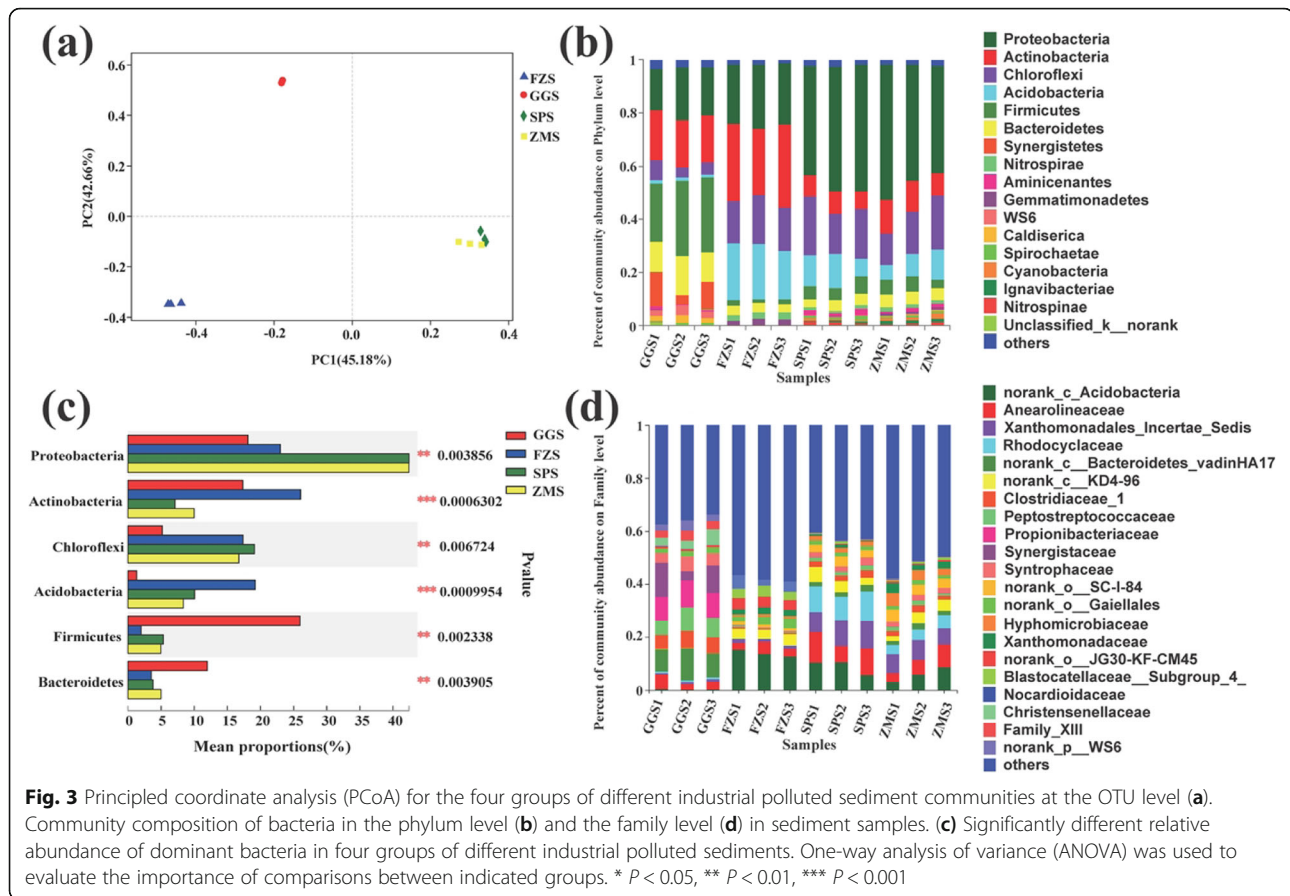 (a)
0.6
0.4
0.2
0.0
-0.2
-0.4
PC2(42.66%)
-0.4
-0.2
0.0
0.2
0.4
PC1(45.18%)
FZS
GGS
SPS
ZMS
(b)
Percent of community abundance on Phylum level
1
0.8
0.6
0.4
0.2
0
GGS1
GGS2
GGS3
FZS1
FZS2
FZS3
SPS1
SPS2
SPS3
ZMS1
ZMS2
ZMS3
Samples
Proteobacteria
Actinobacteria
Chloroflexi
Acidobacteria
Firmicutes
Bacteroidetes
Synergistetes
Nitrospirae
Aminicenantes
Gemmatimonadetes
WS6
Caldiserica
Spirochaetae
Cyanobacteria
Ignavibacteriae
Nitrospinae
Unclassified_k__norank
others
(c)
Proteobacteria
Actinobacteria
Chloroflexi
Acidobacteria
Firmicutes
Bacteroidetes
** 0.003856
*** 0.0006302
** 0.006724
*** 0.0009954
** 0.002338
** 0.003905
Pvalue
GGS
FZS
SPS
ZMS
0 5 10 15 20 25 30 35 40
Mean proportions(%)
(d)
Percent of community abundance on Family level
1
0.8
0.6
0.4
0.2
0
GGS1
GGS2
GGS3
FZS1
FZS2
FZS3
SPS1
SPS2
SPS3
ZMS1
ZMS2
ZMS3
Samples
norank_c_Acidobacteria
Anearolineaceae
Xanthomonadales_Incertae_Sedis
Rhodocyclaceae
norank_c__Bacteroidetes_vadinHA17
norank_c__KD4-96
Clostridiaceae_1
Peptostreptococcaceae
Propionibacteriaceae
Synergistaceae
Syntrophaceae
norank_o__SC-I-84
norank_o__Gaiellales
Hyphomicrobiaceae
Xanthomonadaceae
norank_o__JG30-KF-CM45
Blastocatellaceae__Subgroup_4_
Nocardioidaceae
Christensenellaceae
Family_XIII
norank_p__WS6
others
Fig. 3 Principled coordinate analysis (PCoA) for the four groups of different industrial polluted sediment communities at the OTU level (a).
Community composition of bacteria in the phylum level (b) and the family level (d) in sediment samples. (c) Significantly different relative
abundance of dominant bacteria in four groups of different industrial polluted sediments. One-way analysis of variance (ANOVA) was used to
evaluate the importance of comparisons between indicated groups. * P < 0.05, ** P < 0.01, *** P < 0.001